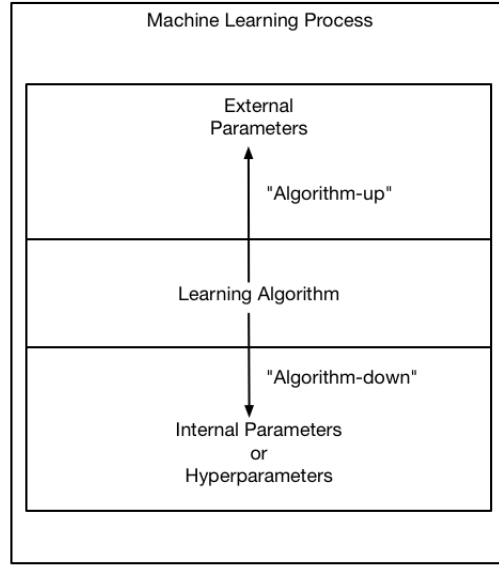 Machine Learning Process
External
Parameters
"Algorithm-up"
Learning Algorithm
"Algorithm-down"
Internal Parameters
or
Hyperparameters